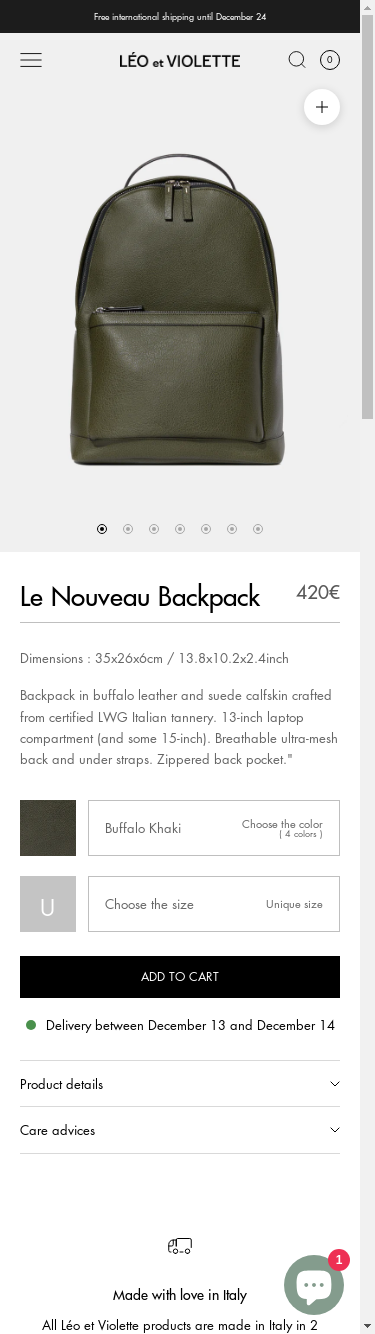 Free international shipping until December 24
LÉO et VIOLETTE
0
Le Nouveau Backpack
420€
Dimensions : 35x26x6cm / 13.8x10.2x2.4inch
Backpack in buffalo leather and suede calfskin crafted
from certified LWG Italian tannery. 13-inch laptop
compartment (and some 15-inch). Breathable ultra-mesh
back and under straps. Zippered back pocket."
Buffalo Khaki
Choose the color
( 4 colors )
U
Choose the size
Unique size
ADD TO CART
Delivery between December 13 and December 14
Product details
Care advices
1
Made with love in Italy
All Léo et Violette products are made in Italy in 2